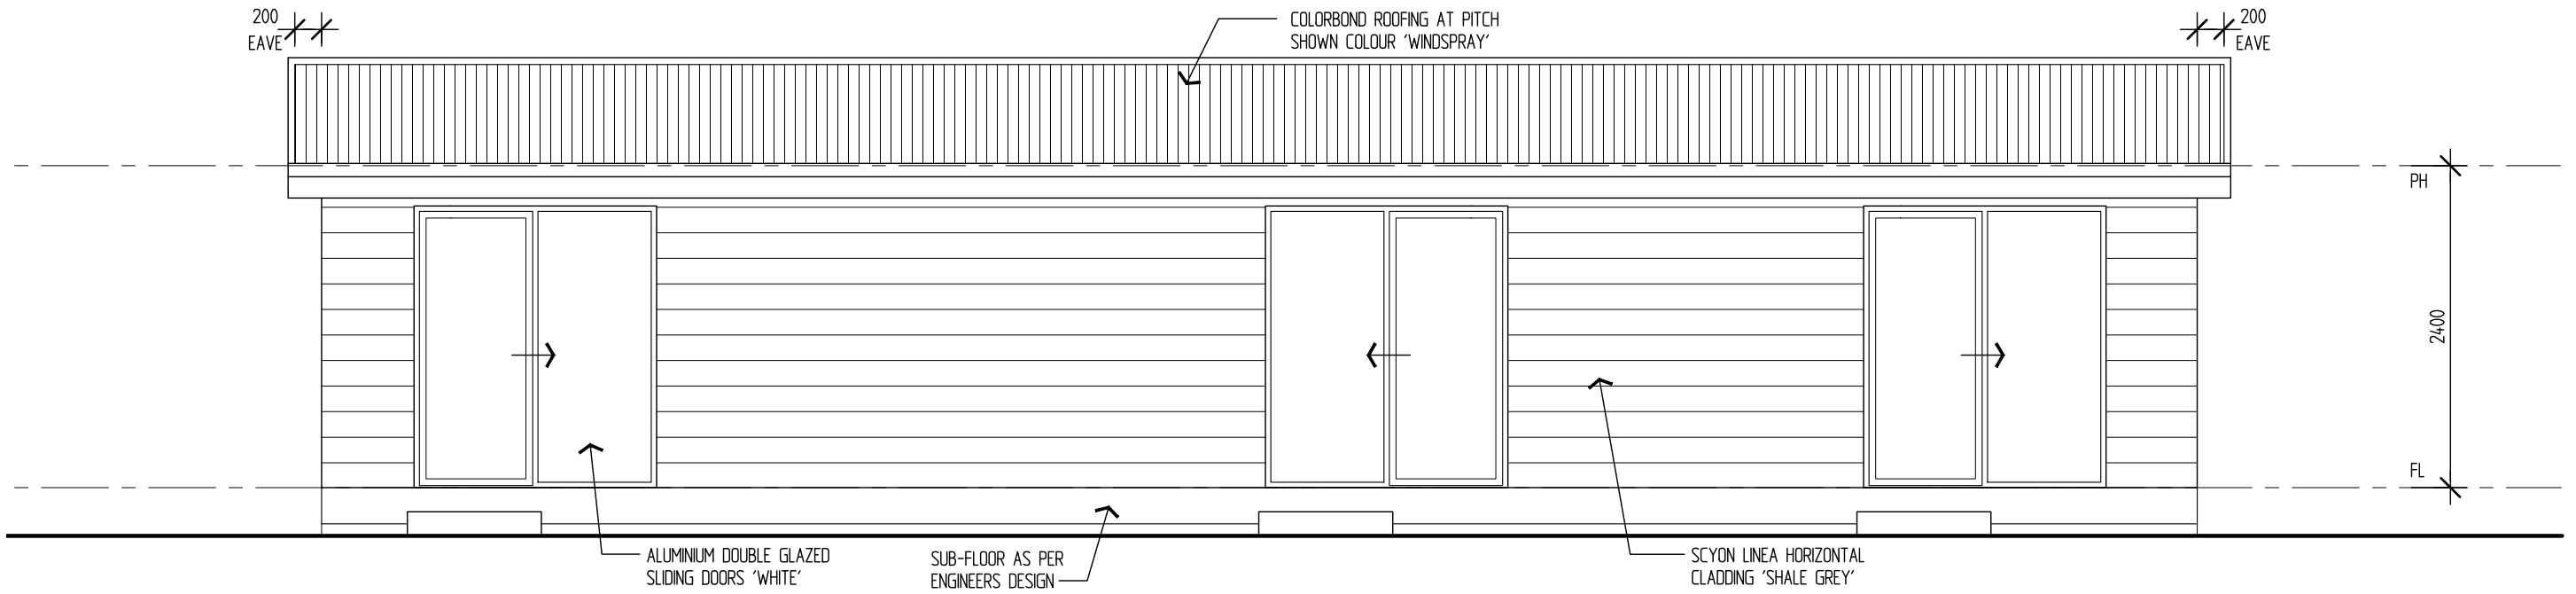 200
EAVE
COLORBOND ROOFING AT PITCH
SHOWN COLOUR 'WINDSPRAY'
200
EAVE
PH
2400
FL
ALUMINIUM DOUBLE GLAZED
SLIDING DOORS 'WHITE'
SUB-FLOOR AS PER
ENGINEERS DESIGN
SCYON LINEA HORIZONTAL
CLADDING 'SHALE GREY'